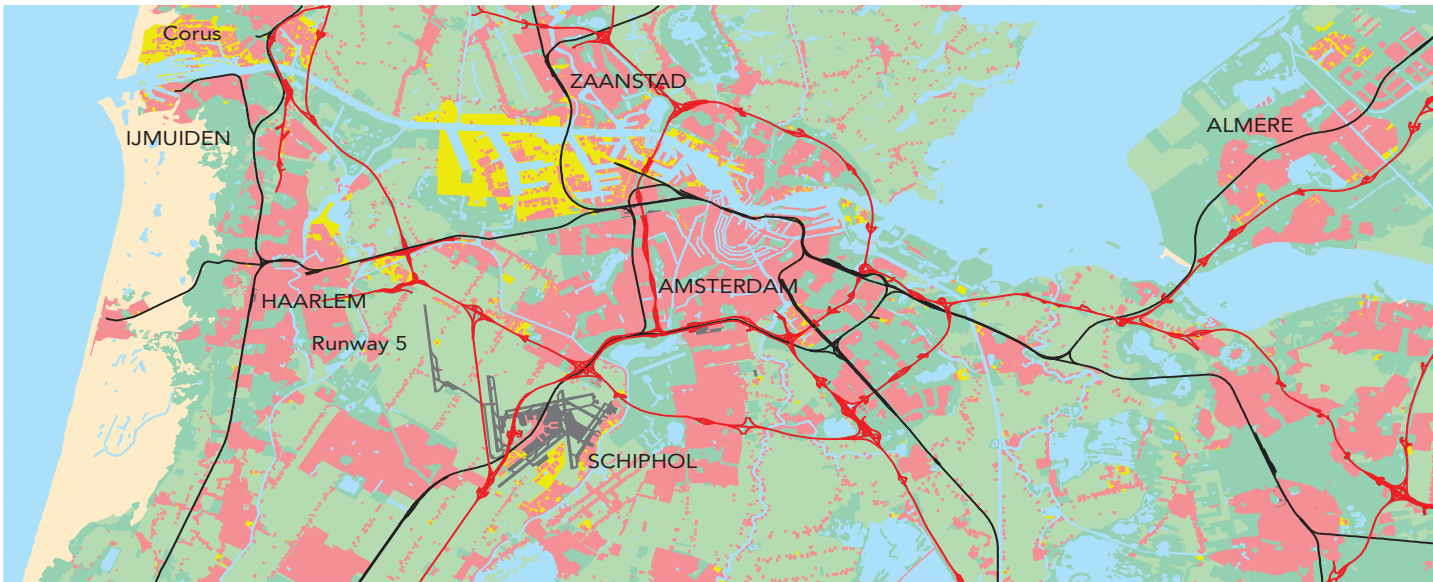 Corus
ZAANSTAD
IJMUIDEN
ALMERE
HAARLEM
AMSTERDAM
Runway 5
SCHIPHOL